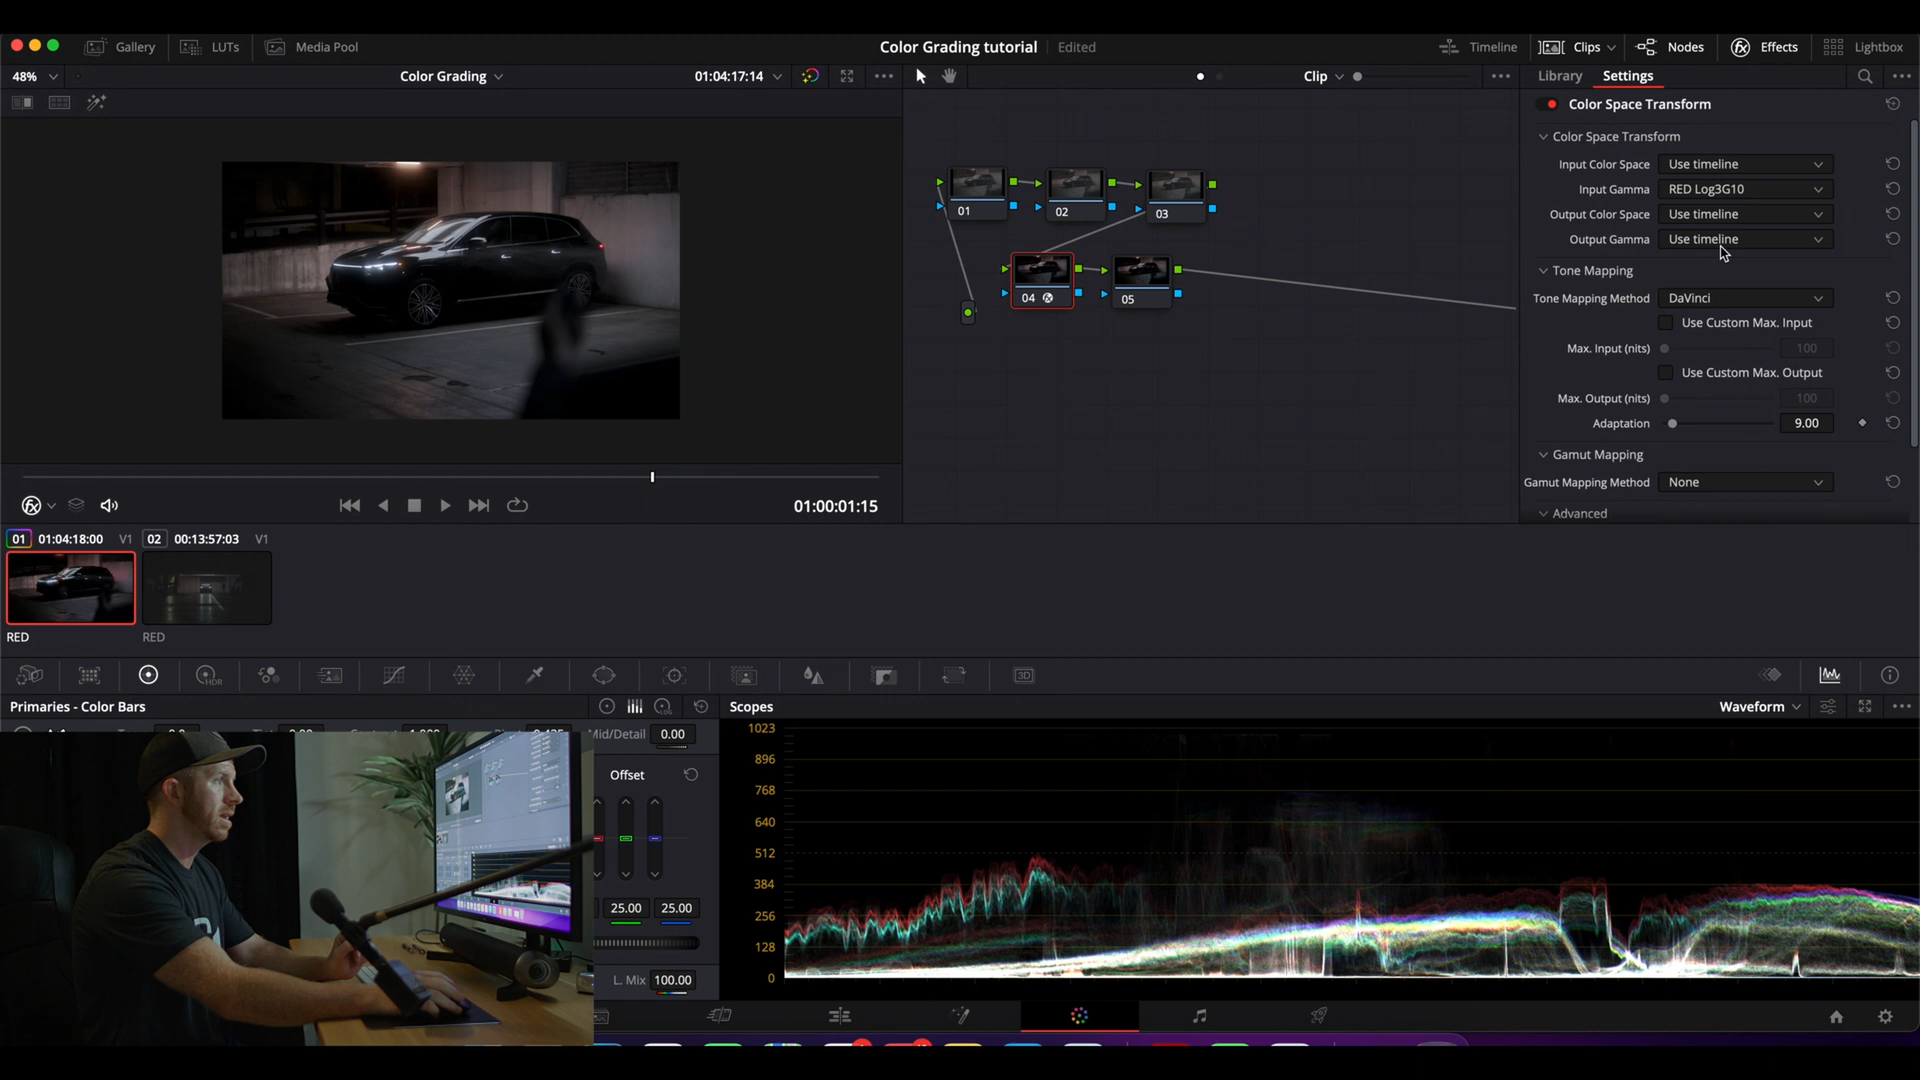 Gallery LUTs Media Pool Color Grading tutorial Edited Timeline Clips Nodes Effects Lightbox
48% Color Grading 01:04:17:14 Clip Library Settings
Color Space Transform
Color Space Transform
Input Color Space Use timeline
Input Gamma RED Log3G10
Output Color Space Use timeline
Output Gamma Use timeline
Tone Mapping
Tone Mapping Method DaVinci
Use Custom Max. Input
Max. Input (nits) 100
Use Custom Max. Output
Max. Output (nits) 100
Adaptation 9.00
Gamut Mapping
Gamut Mapping Method None
Advanced
01 02 03
04 05
01:00:01:15
01 01:04:18:00 V1 02 00:13:57:03 V1
RED RED
HDR 3D
Primaries - Color Bars LOG Scopes Waveform
Mid/Detail 0.00
Offset
25.00 25.00
L. Mix 100.00
1023
896
768
640
512
384
256
128
0